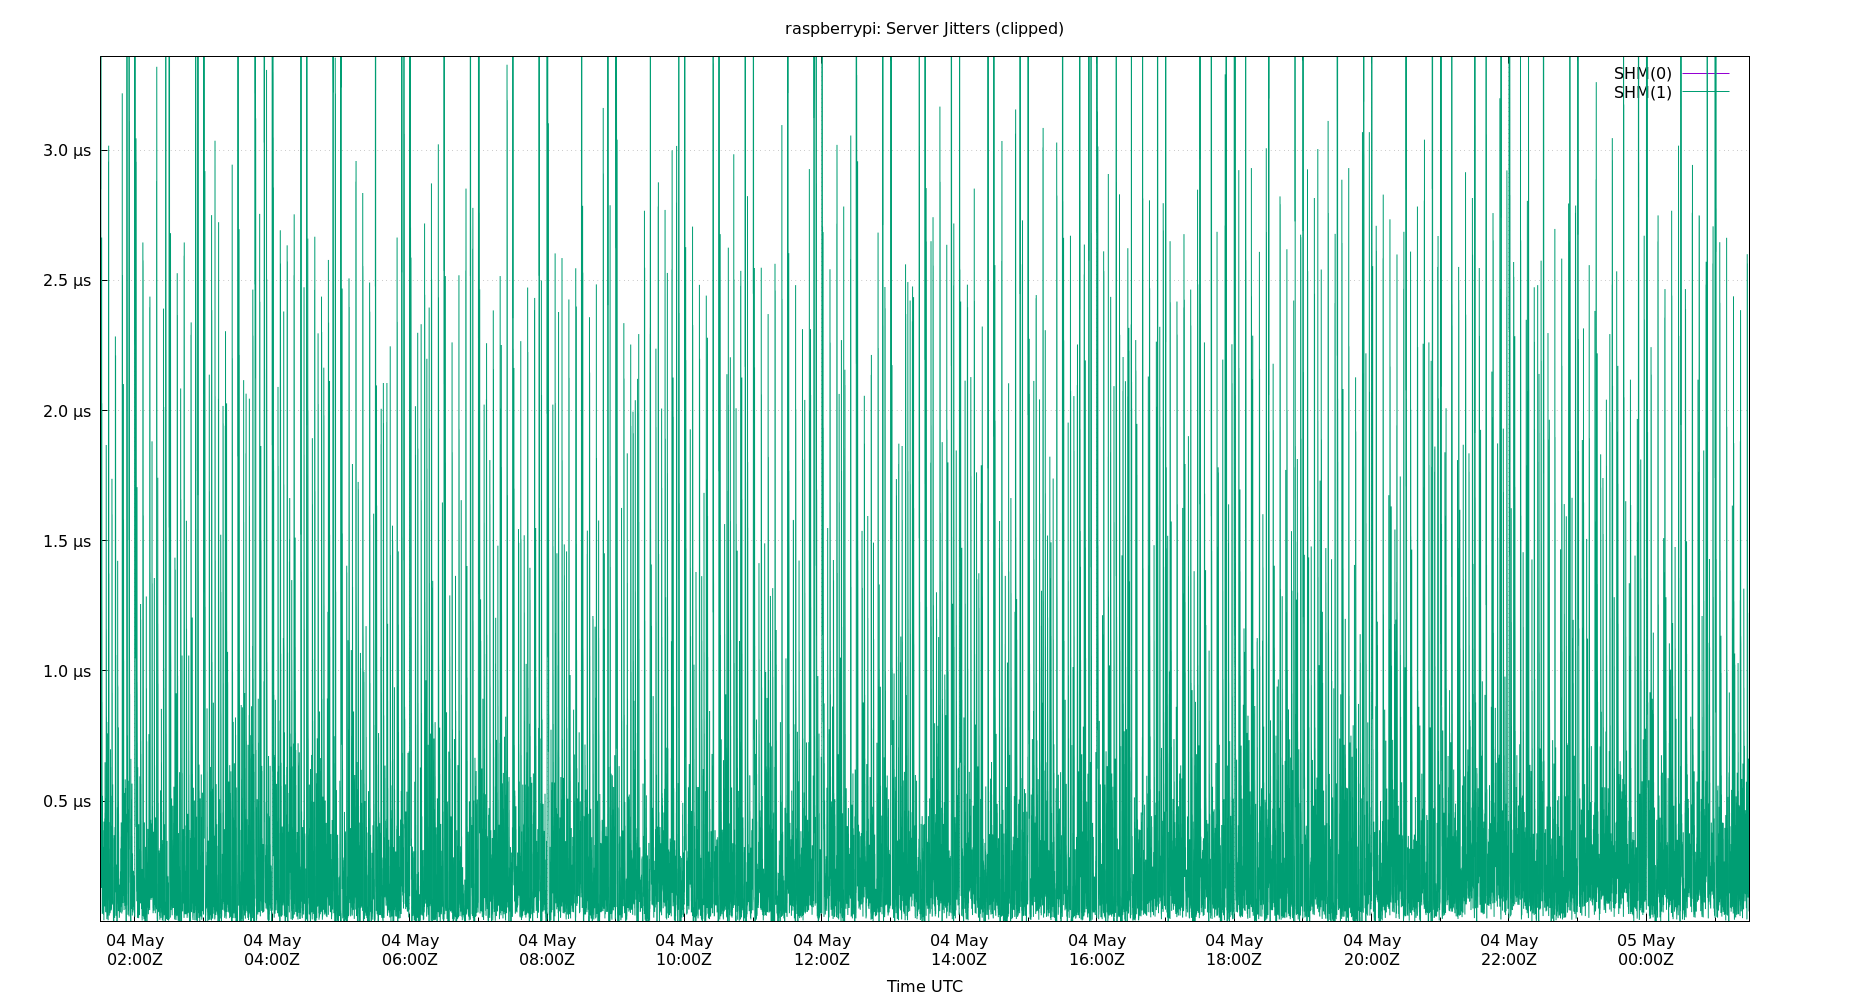 raspberrypi: Server Jitters (clipped)
SHM(0)
SHM(1)
3.0 µs
2.5 µs
2.0 µs
1.5 µs
1.0 µs
0.5 µs
04 May 04 May 04 May 04 May 04 May 04 May 04 May 04 May 04 May 04 May 04 May 05 May
02:00Z 04:00Z 06:00Z 08:00Z 10:00Z 12:00Z 14:00Z 16:00Z 18:00Z 20:00Z 22:00Z 00:00Z
Time UTC